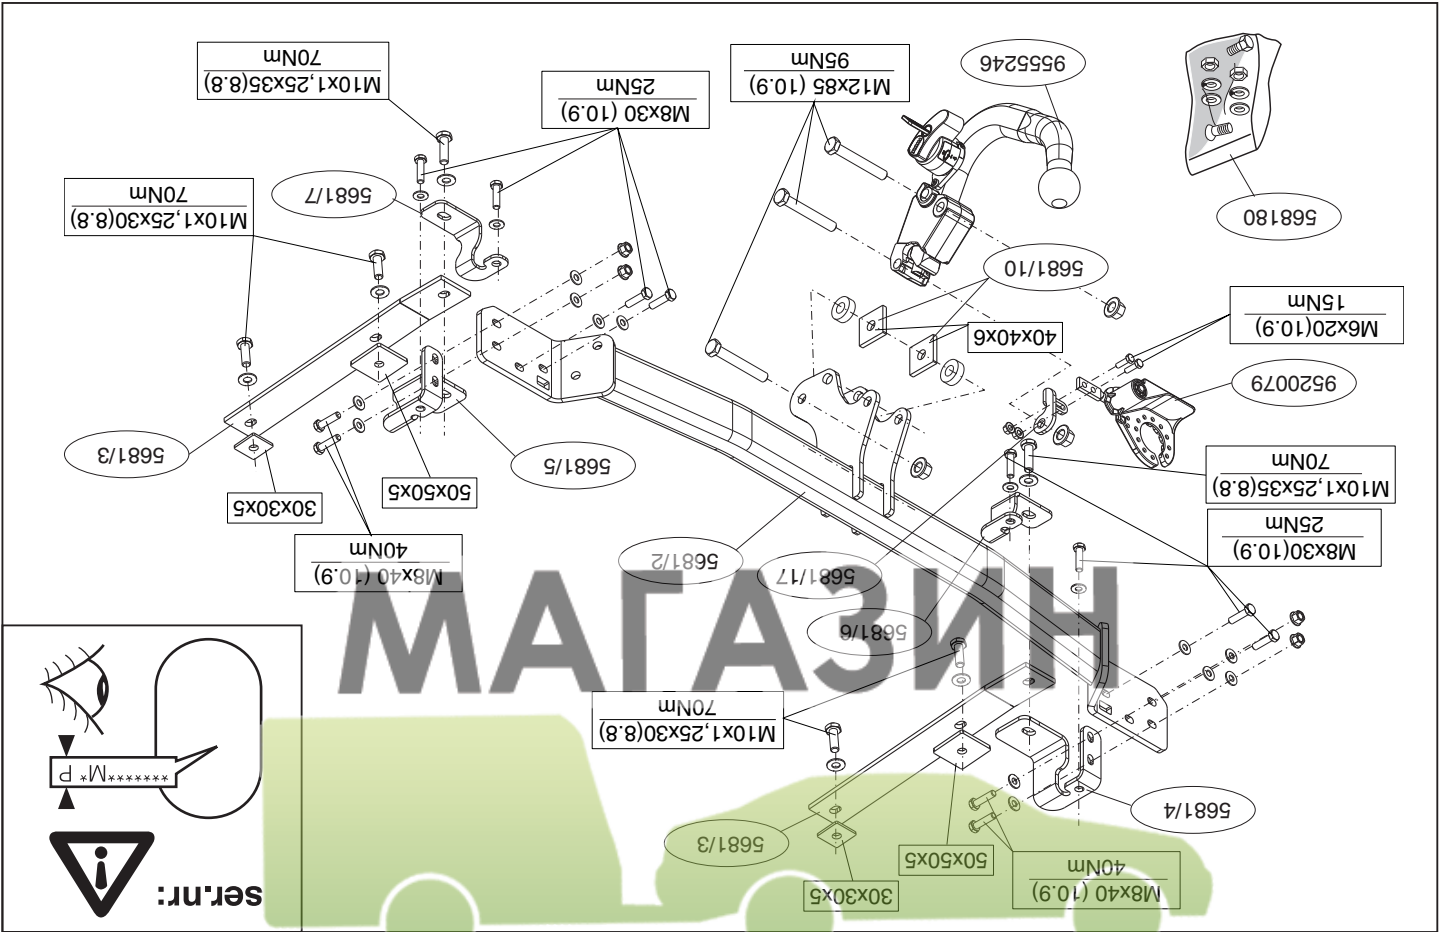 M8x40 (10.9)
40Nm
30x30x5
50x50x5
5681/3
5681/4
ser.nr:
*******M* P
M10x1,25x30(8.8)
70Nm
5681/6
МАГАЗИН
M8x30(10.9)
25Nm
M10x1,25x35(8.8)
70Nm
5681/17
5681/2
M8x40 (10.9)
40Nm
30x30x5
50x50x5
5681/5
5681/3
9520079
M6x20(10.9)
15Nm
40x40x6
5681/10
568180
M10x1,25x30(8.8)
70Nm
5681/7
9555246
M12x85 (10.9)
95Nm
M8x30 (10.9)
25Nm
M10x1,25x35(8.8)
70Nm